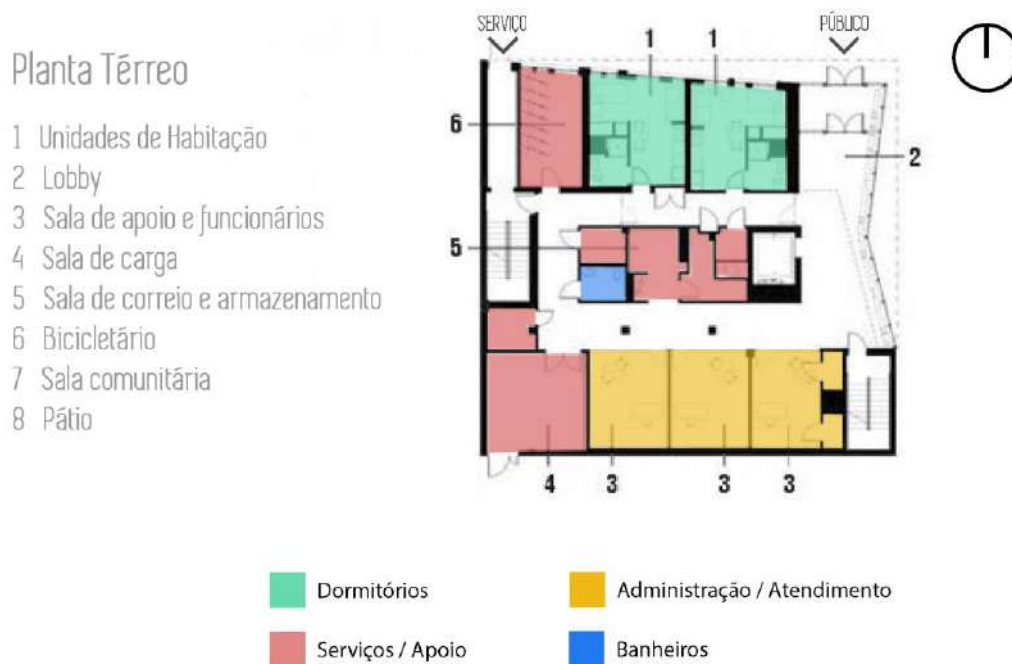 Planta Térreo
1 Unidades de Habitação
2 Lobby
3 Sala de apoio e funcionários
4 Sala de carga
5 Sala de correio e armazenamento
6 Bicicletário
7 Sala comunitária
8 Pátio
SERVIÇO
PÚBLICO
1 1
6
2
5
4 3 3 3
Dormitórios
Administração / Atendimento
Serviços / Apoio
Banheiros